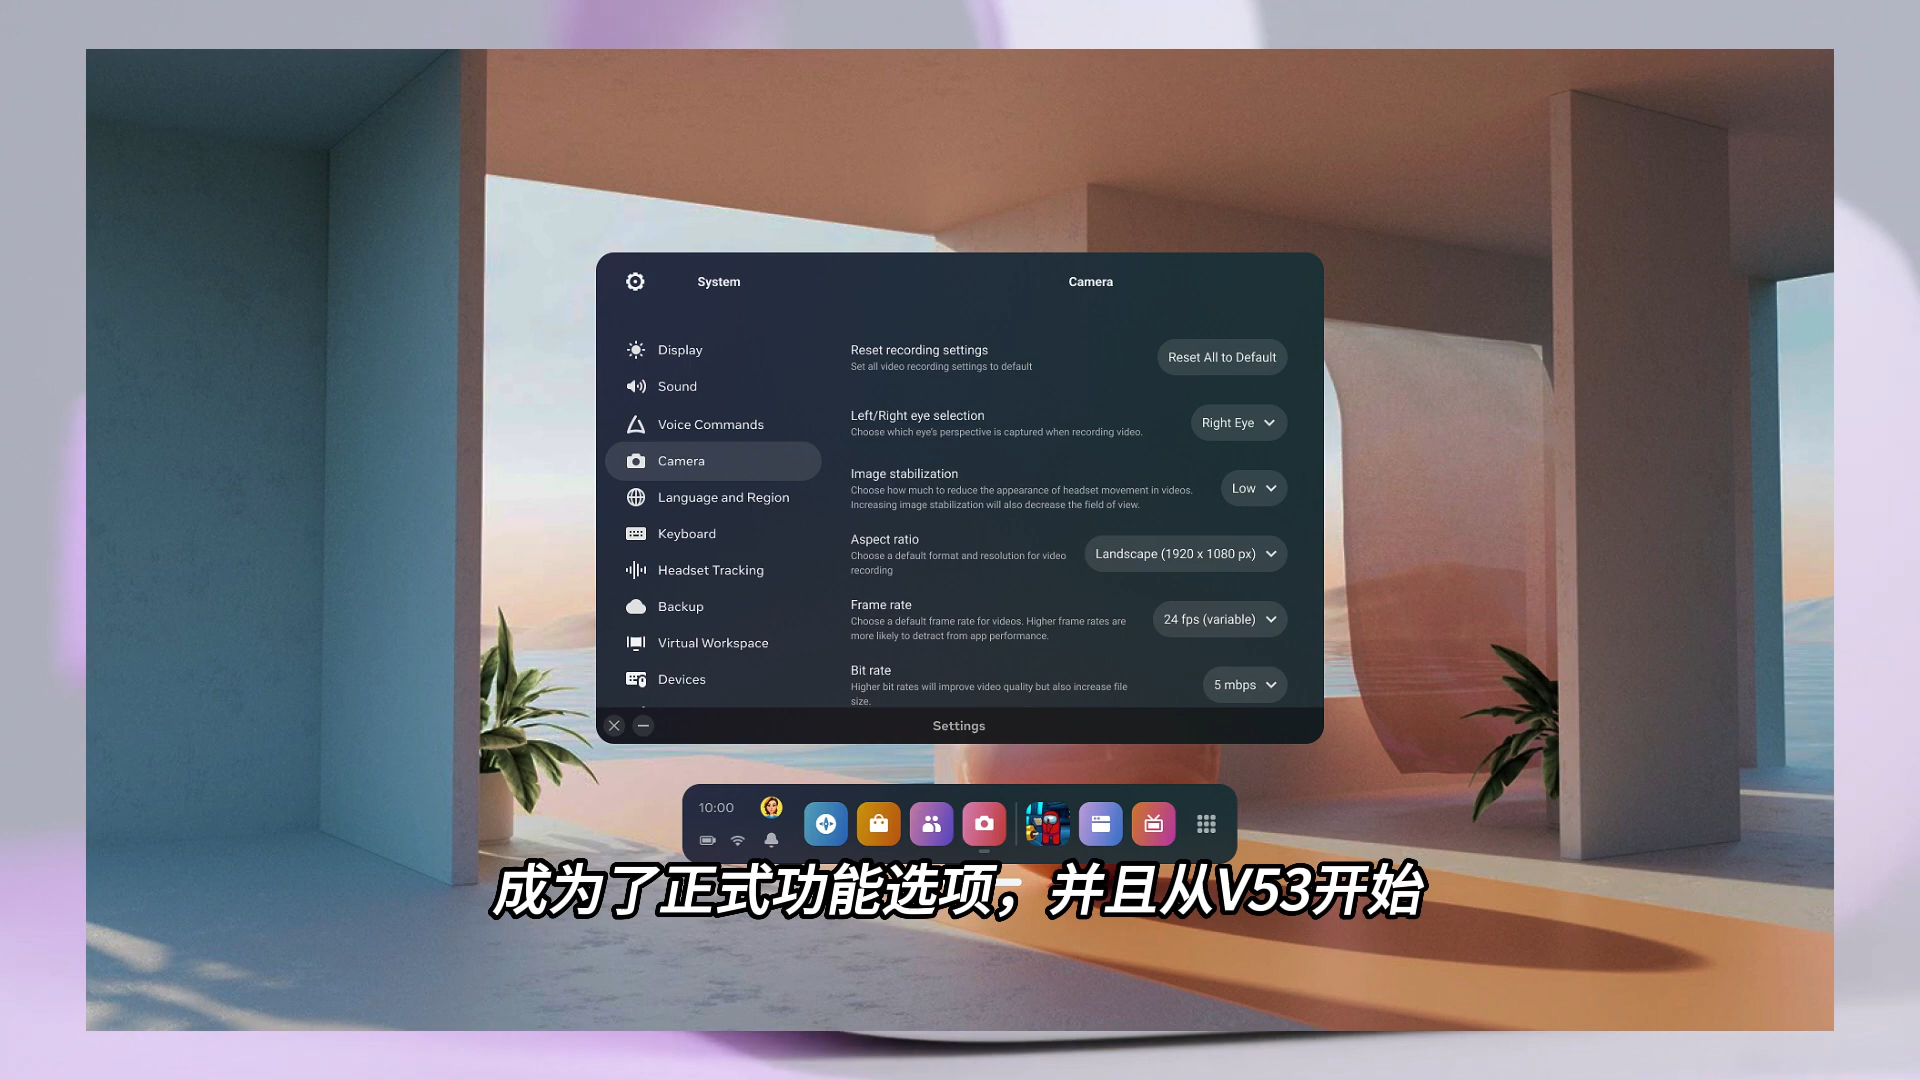 System
Camera
Display
Sound
Voice Commands
Camera
Language and Region
Keyboard
Headset Tracking
Backup
Virtual Workspace
Devices
Reset recording settings
Set all video recording settings to default
Reset All to Default
Left/Right eye selection
Choose which eye's perspective is captured when recording video.
Right Eye
Image stabilization
Choose how much to reduce the appearance of headset movement in videos.
Increasing image stabilization will also decrease the field of view.
Low
Aspect ratio
Choose a default format and resolution for video
recording
Landscape (1920 x 1080 px)
Frame rate
Choose a default frame rate for videos. Higher frame rates are
more likely to detract from app performance.
24 fps (variable)
Bit rate
Higher bit rates will improve video quality but also increase file
size.
5 mbps
Settings
10:00
成为了正式功能选项，并且从V53开始